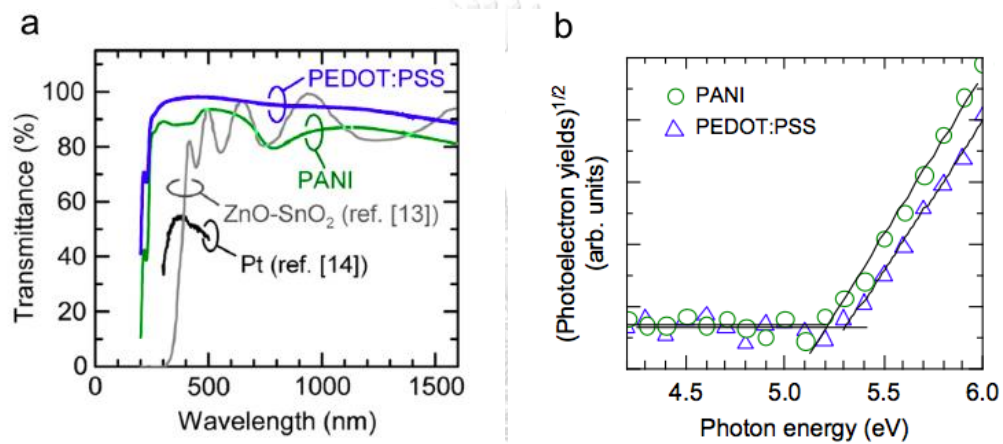 a
PEDOT:PSS
PANI
ZnO-SnO2 (ref. [13])
Pt (ref. [14])
Transmittance (%)
100
80
60
40
20
0
0
500
1000
1500
Wavelength (nm)
b
PANI
PEDOT:PSS
(Photoelectron yields)1/2
(arb. units)
4.5
5.0
5.5
6.0
Photon energy (eV)